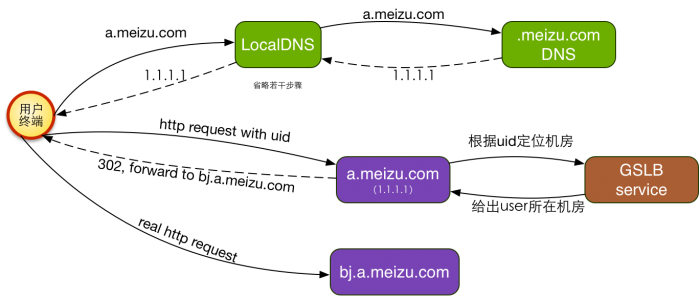 a.meizu.com
a.meizu.com
LocalDNS
.meizu.com
DNS
1.1.1.1
1.1.1.1
省略若干步骤
用户
终端
http request with uid
根据uid定位机房
302, forward to bj.a.meizu.com
a.meizu.com
(1.1.1.1)
GSLB
service
给出user所在机房
real http request
bj.a.meizu.com